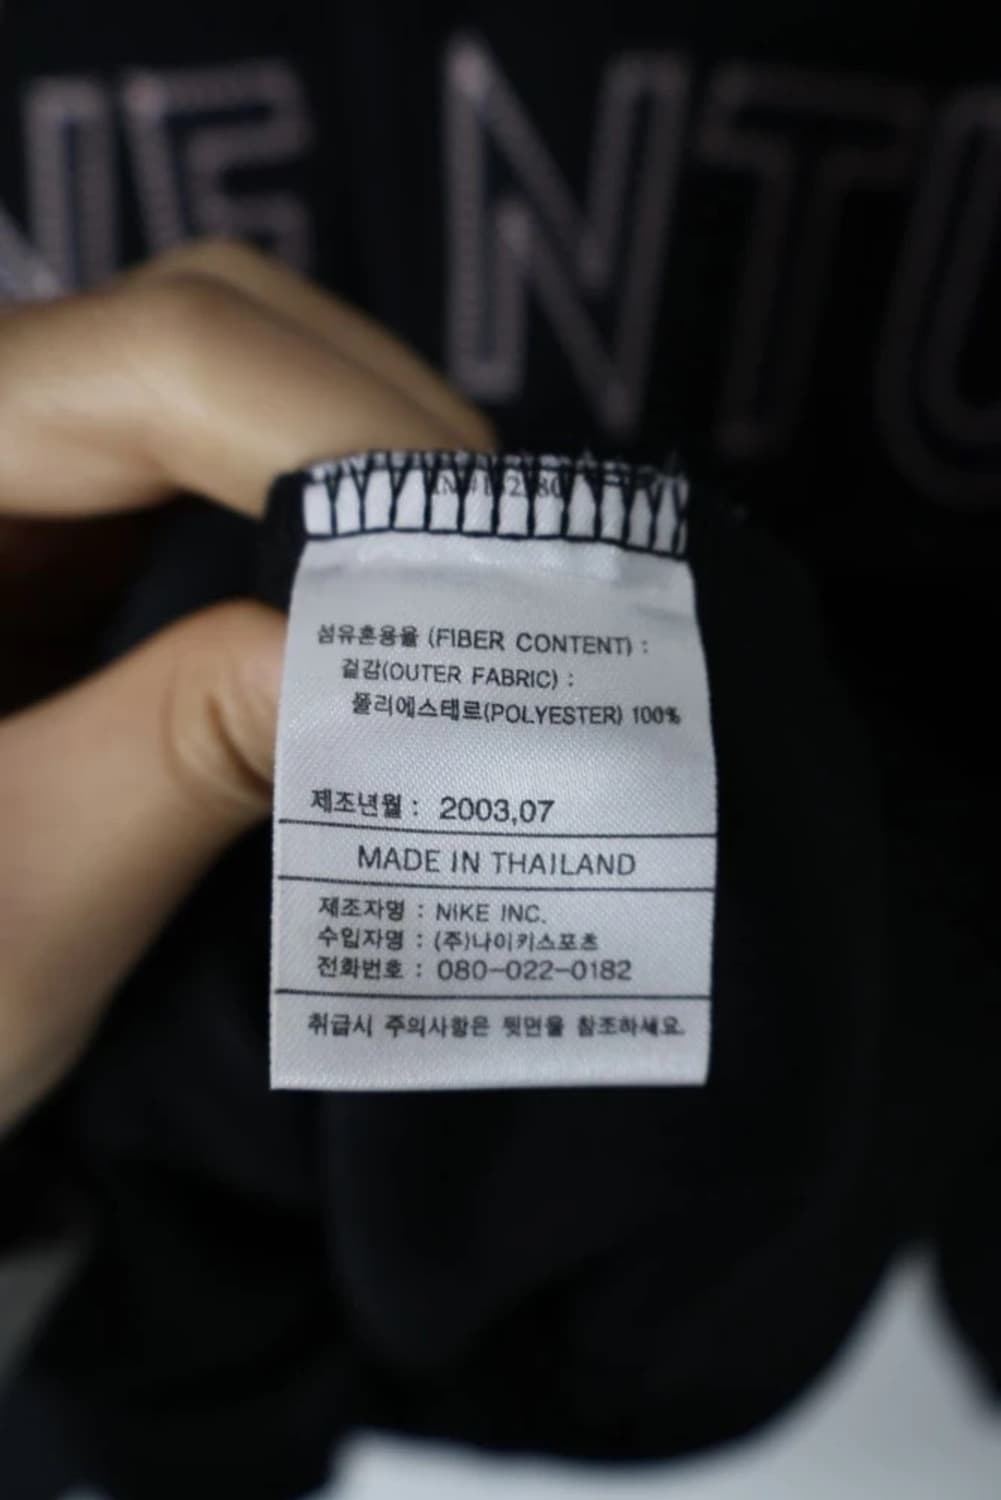 NE NTC
섬유혼용율 (FIBER CONTENT) :
겉감(OUTER FABRIC) :
폴리에스테르(POLYESTER) 100%
제조년월 : 2003,07
MADE IN THAILAND
제조자명 : NIKE INC.
수입자명 : (주)나이키스포츠
전화번호 : 080-022-0182
취급시 주의사항은 뒷면을 참조하세요.